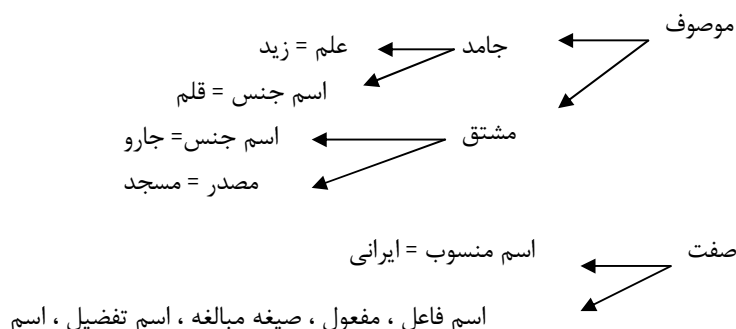 موصوف
جامد علم = زید
اسم جنس = قلم
مشتق اسم جنس= جارو
مصدر = مسجد
صفت اسم منسوب = ایرانی
اسم فاعل ، مفعول ، صیغه مبالغه ، اسم تفضیل ، اسم